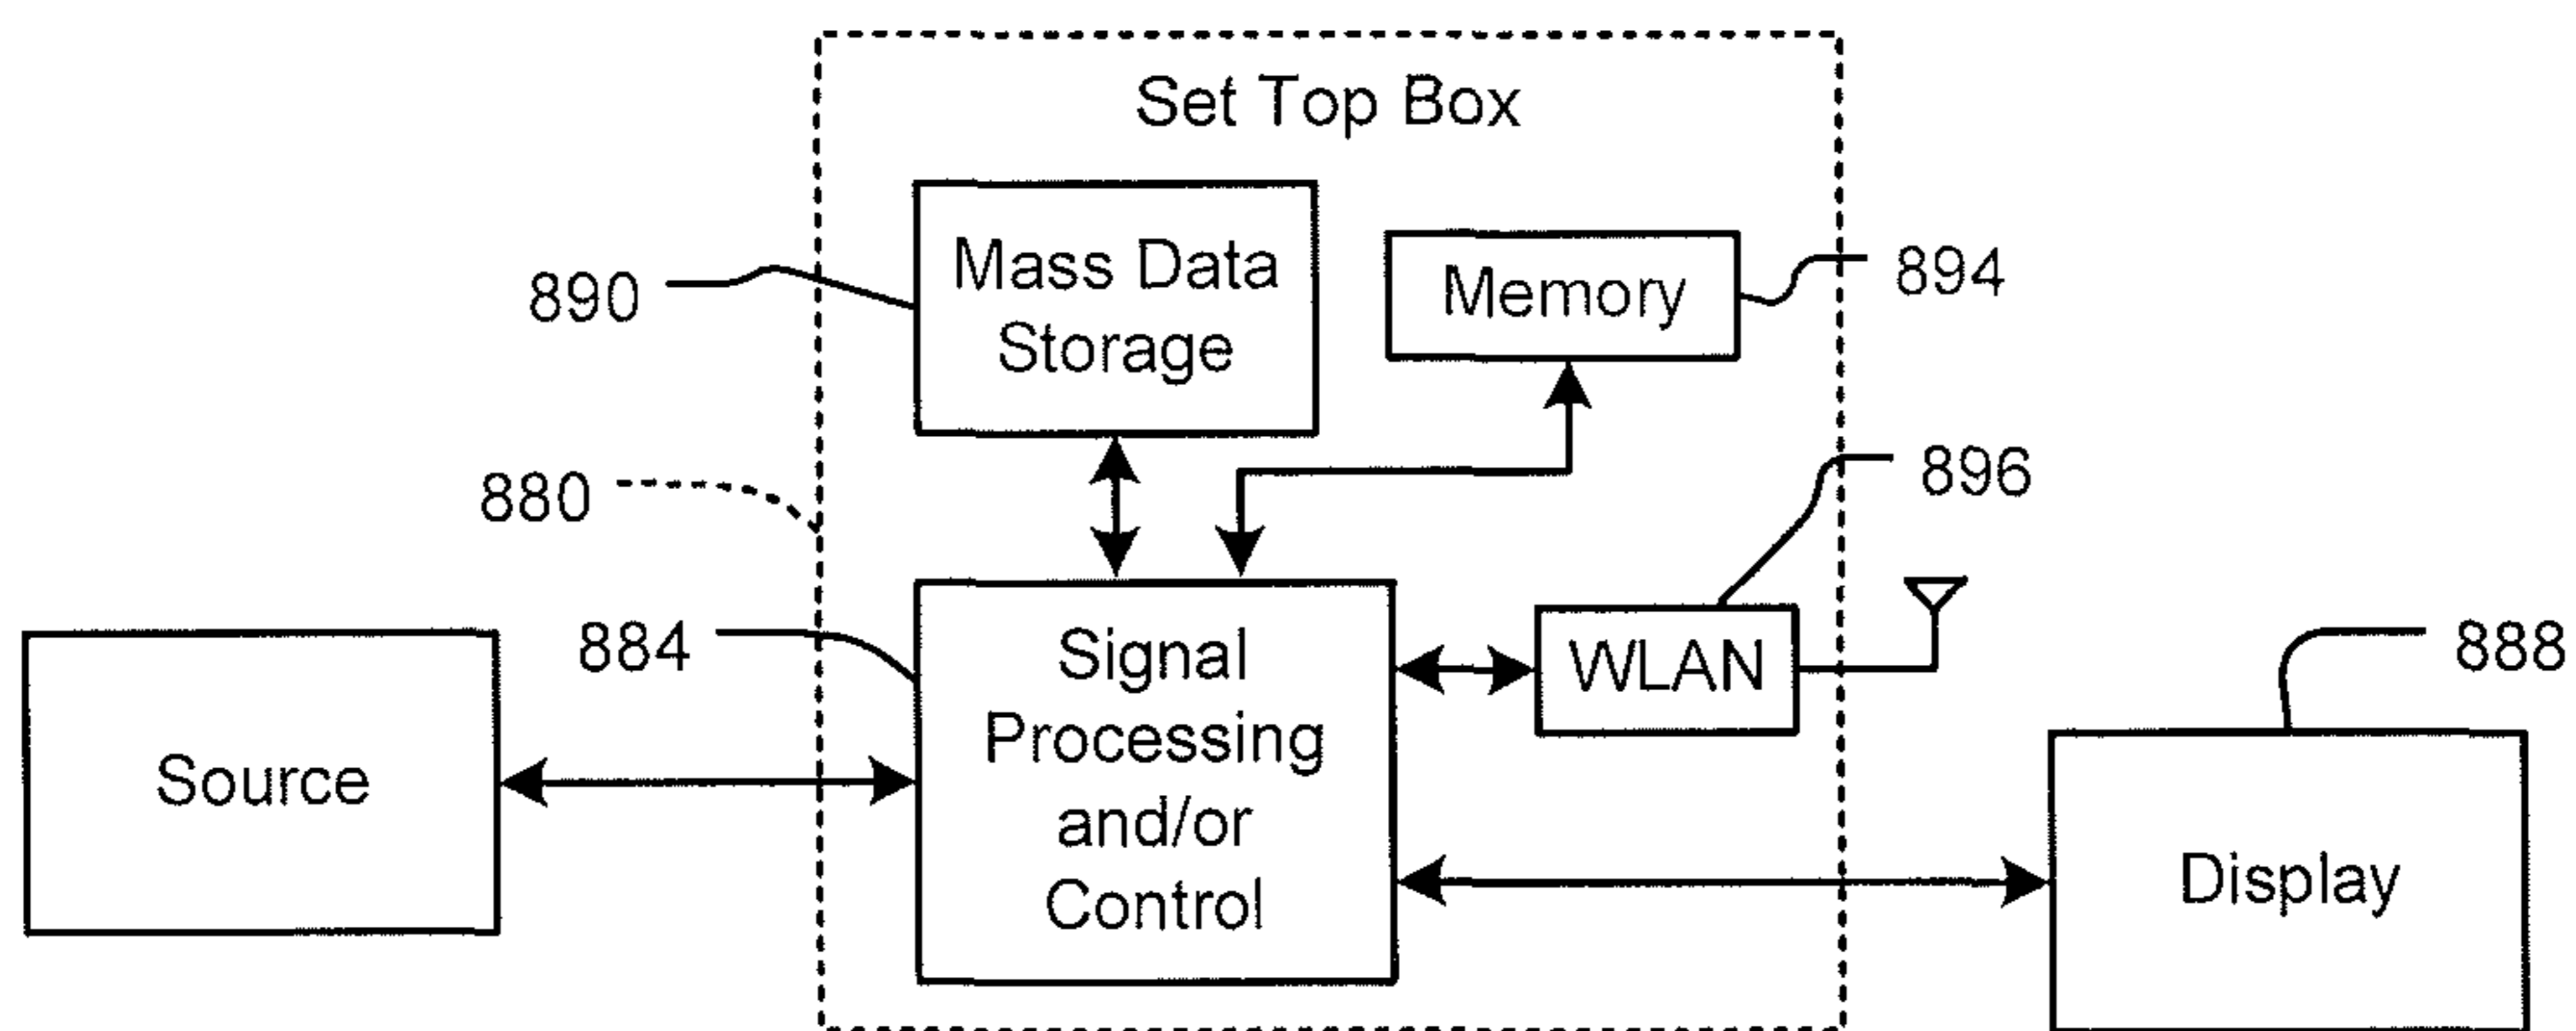 Set Top Box
890
Mass Data
Storage
Memory
894
880
896
884
Source
Signal
Processing
and/or
Control
WLAN
888
Display